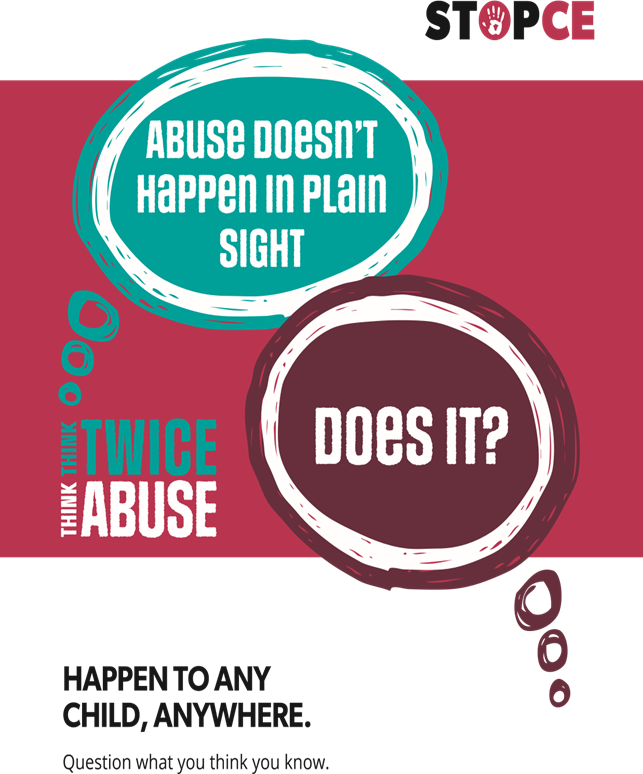 STOPCE
ABUSE DOESN'T
HAPPEN IN PLAIN
SIGHT
DOES IT?
THINK TWICE
THINK ABUSE
HAPPEN TO ANY
CHILD, ANYWHERE.
Question what you think you know.